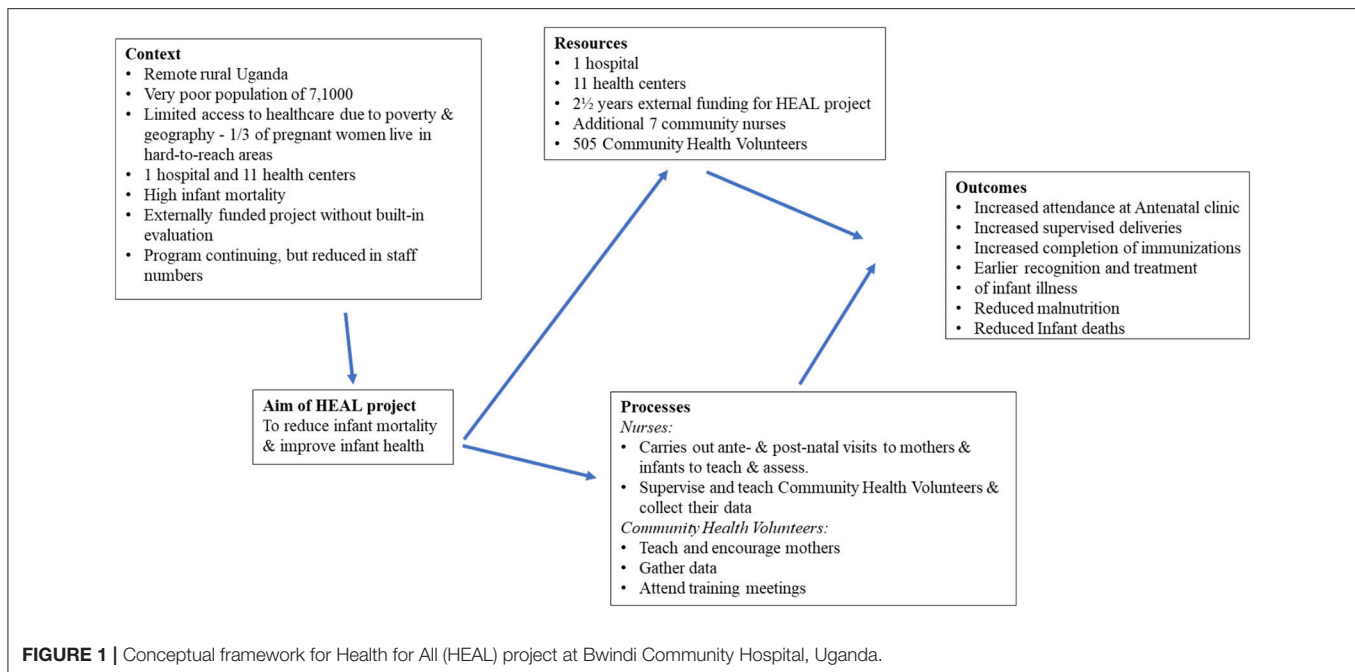 Context
• Remote rural Uganda
• Very poor population of 7,1000
• Limited access to healthcare due to poverty &
geography - 1/3 of pregnant women live in
hard-to-reach areas
• 1 hospital and 11 health centers
• High infant mortality
• Externally funded project without built-in
evaluation
• Program continuing, but reduced in staff
numbers
Resources
• 1 hospital
• 11 health centers
• 2½ years external funding for HEAL project
• Additional 7 community nurses
• 505 Community Health Volunteers
Outcomes
• Increased attendance at Antenatal clinic
• Increased supervised deliveries
• Increased completion of immunizations
• Earlier recognition and treatment
• of infant illness
• Reduced malnutrition
• Reduced Infant deaths
Aim of HEAL project
To reduce infant mortality
& improve infant health
Processes
Nurses:
• Carries out ante- & post-natal visits to mothers &
infants to teach & assess.
• Supervise and teach Community Health Volunteers &
collect their data
Community Health Volunteers:
• Teach and encourage mothers
• Gather data
• Attend training meetings
FIGURE 1 | Conceptual framework for Health for All (HEAL) project at Bwindi Community Hospital, Uganda.